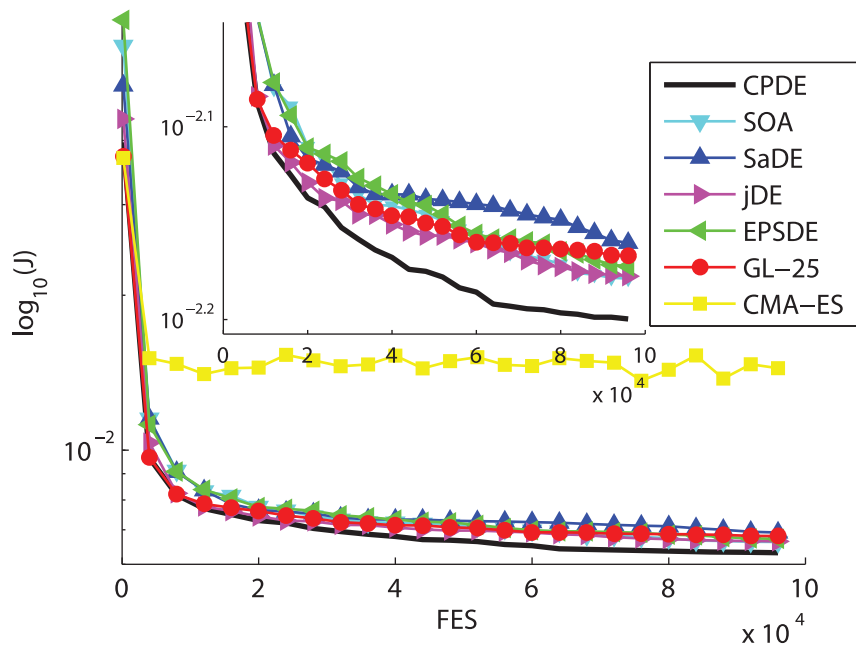 log10(J)
10^−2
0
2
4
6
8
10
x 10^4
FES
10^−2.1
10^−2.2
0
2
4
6
8
10
x 10^4
CPDE
SOA
SaDE
jDE
EPSDE
GL−25
CMA−ES